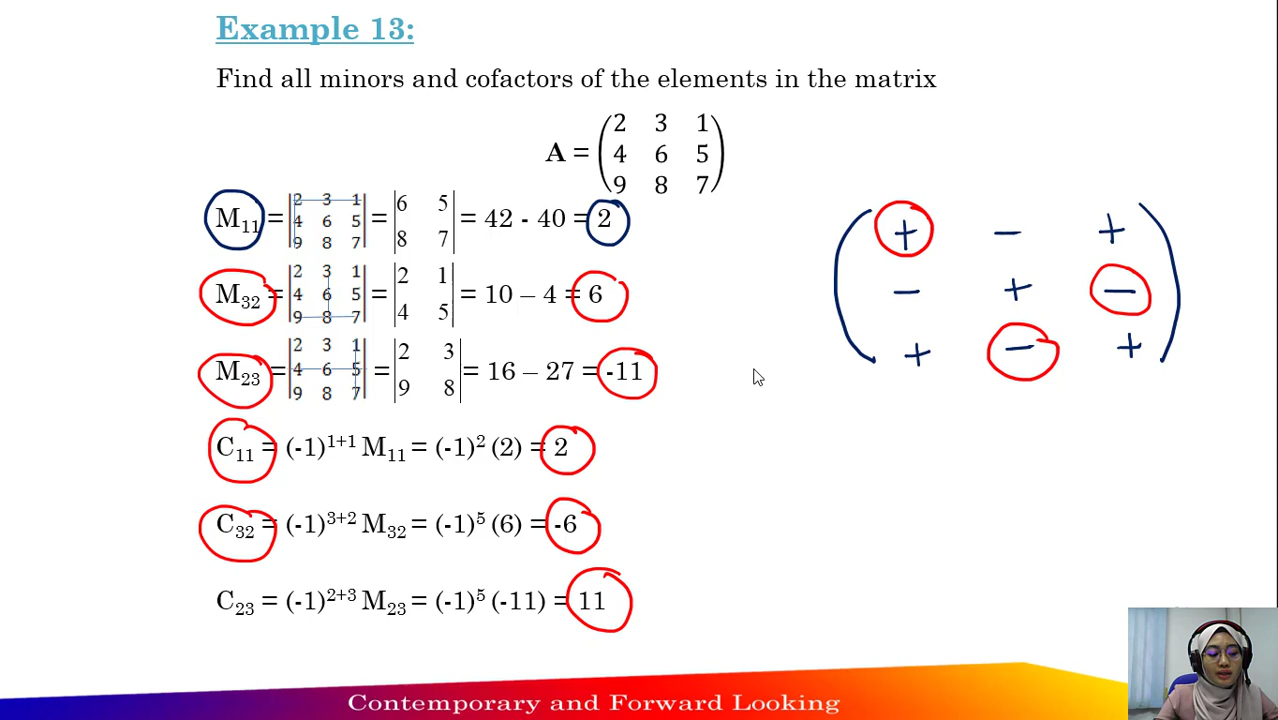 Example 13:
Find all minors and cofactors of the elements in the matrix
2 3 1
A = 4 6 5
9 8 7
M₁₁ = |2 3 1; 4 6 5; 9 8 7| = |6 5; 8 7| = 42 - 40 = 2
M₃₂ = |2 3 1; 4 6 5; 9 8 7| = |2 1; 4 5| = 10 – 4 = 6
M₂₃ = |2 3 1; 4 6 5; 9 8 7| = |2 3; 9 8| = 16 – 27 = -11
C₁₁ = (-1)¹⁺¹ M₁₁ = (-1)² (2) = 2
C₃₂ = (-1)³⁺² M₃₂ = (-1)⁵ (6) = -6
C₂₃ = (-1)²⁺³ M₂₃ = (-1)⁵ (-11) = 11
+ − +
− + −
+ − +
Contemporary and Forward Looking